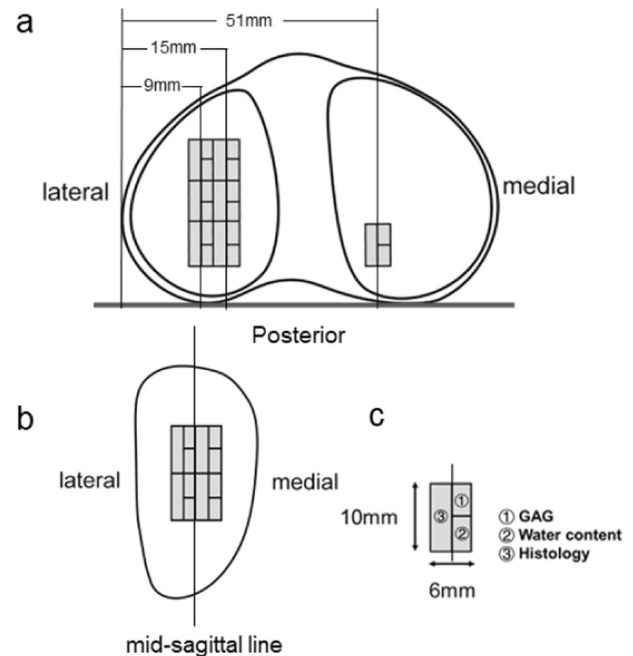 a
51mm
15mm
9mm
lateral
medial
Posterior
b
lateral
medial
mid-sagittal line
c
10mm
6mm
① ② ③
① GAG
② Water content
③ Histology